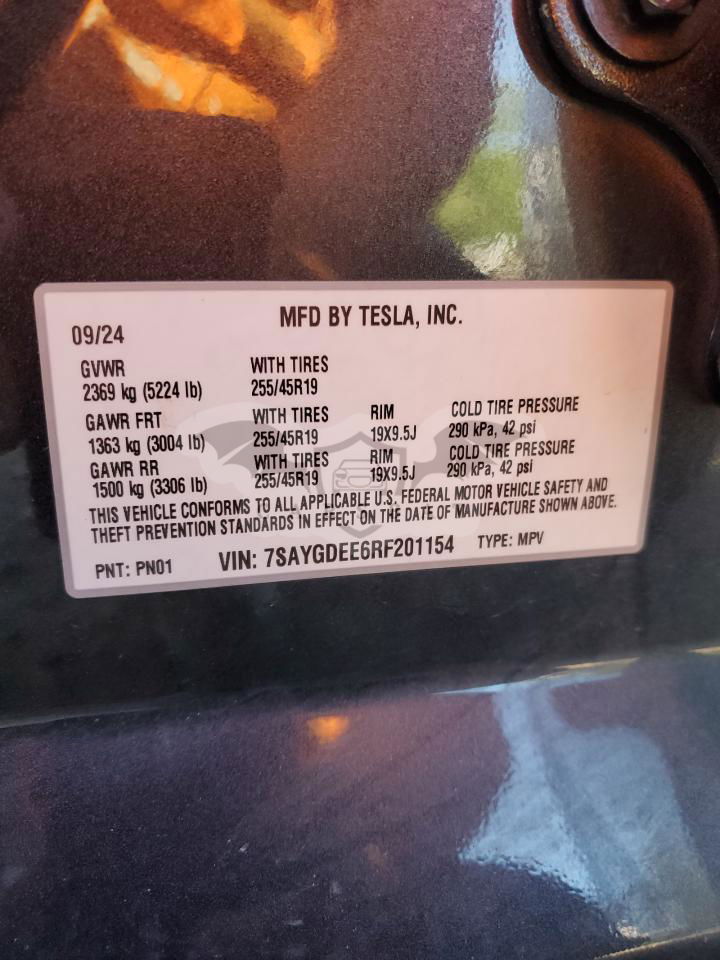 MFD BY TESLA, INC.
09/24
GVWR WITH TIRES
2369 kg (5224 lb) 255/45R19
GAWR FRT WITH TIRES RIM COLD TIRE PRESSURE
1363 kg (3004 lb) 255/45R19 19X9.5J 290 kPa, 42 psi
GAWR RR WITH TIRES RIM COLD TIRE PRESSURE
1500 kg (3306 lb) 255/45R19 19X9.5J 290 kPa, 42 psi
THIS VEHICLE CONFORMS TO ALL APPLICABLE U.S. FEDERAL MOTOR VEHICLE SAFETY AND
THEFT PREVENTION STANDARDS IN EFFECT ON THE DATE OF MANUFACTURE SHOWN ABOVE.
PNT: PN01 VIN: 7SAYGDEE6RF201154 TYPE: MPV